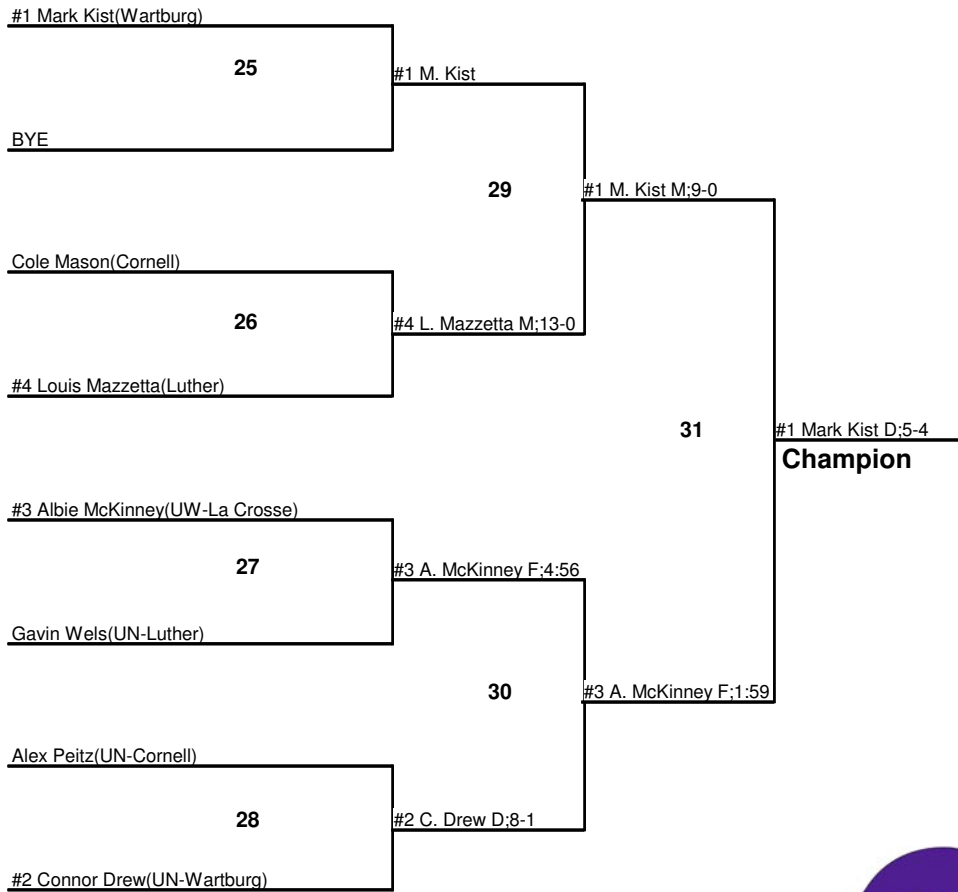 #1 Mark Kist(Wartburg)
25
#1 M. Kist
BYE
29
#1 M. Kist M;9-0
Cole Mason(Cornell)
26
#4 L. Mazzetta M;13-0
#4 Louis Mazzetta(Luther)
31
#1 Mark Kist D;5-4
Champion
#3 Albie McKinney(UW-La Crosse)
27
#3 A. McKinney F;4:56
Gavin Wels(UN-Luther)
30
#3 A. McKinney F;1:59
Alex Peitz(UN-Cornell)
28
#2 C. Drew D;8-1
#2 Connor Drew(UN-Wartburg)